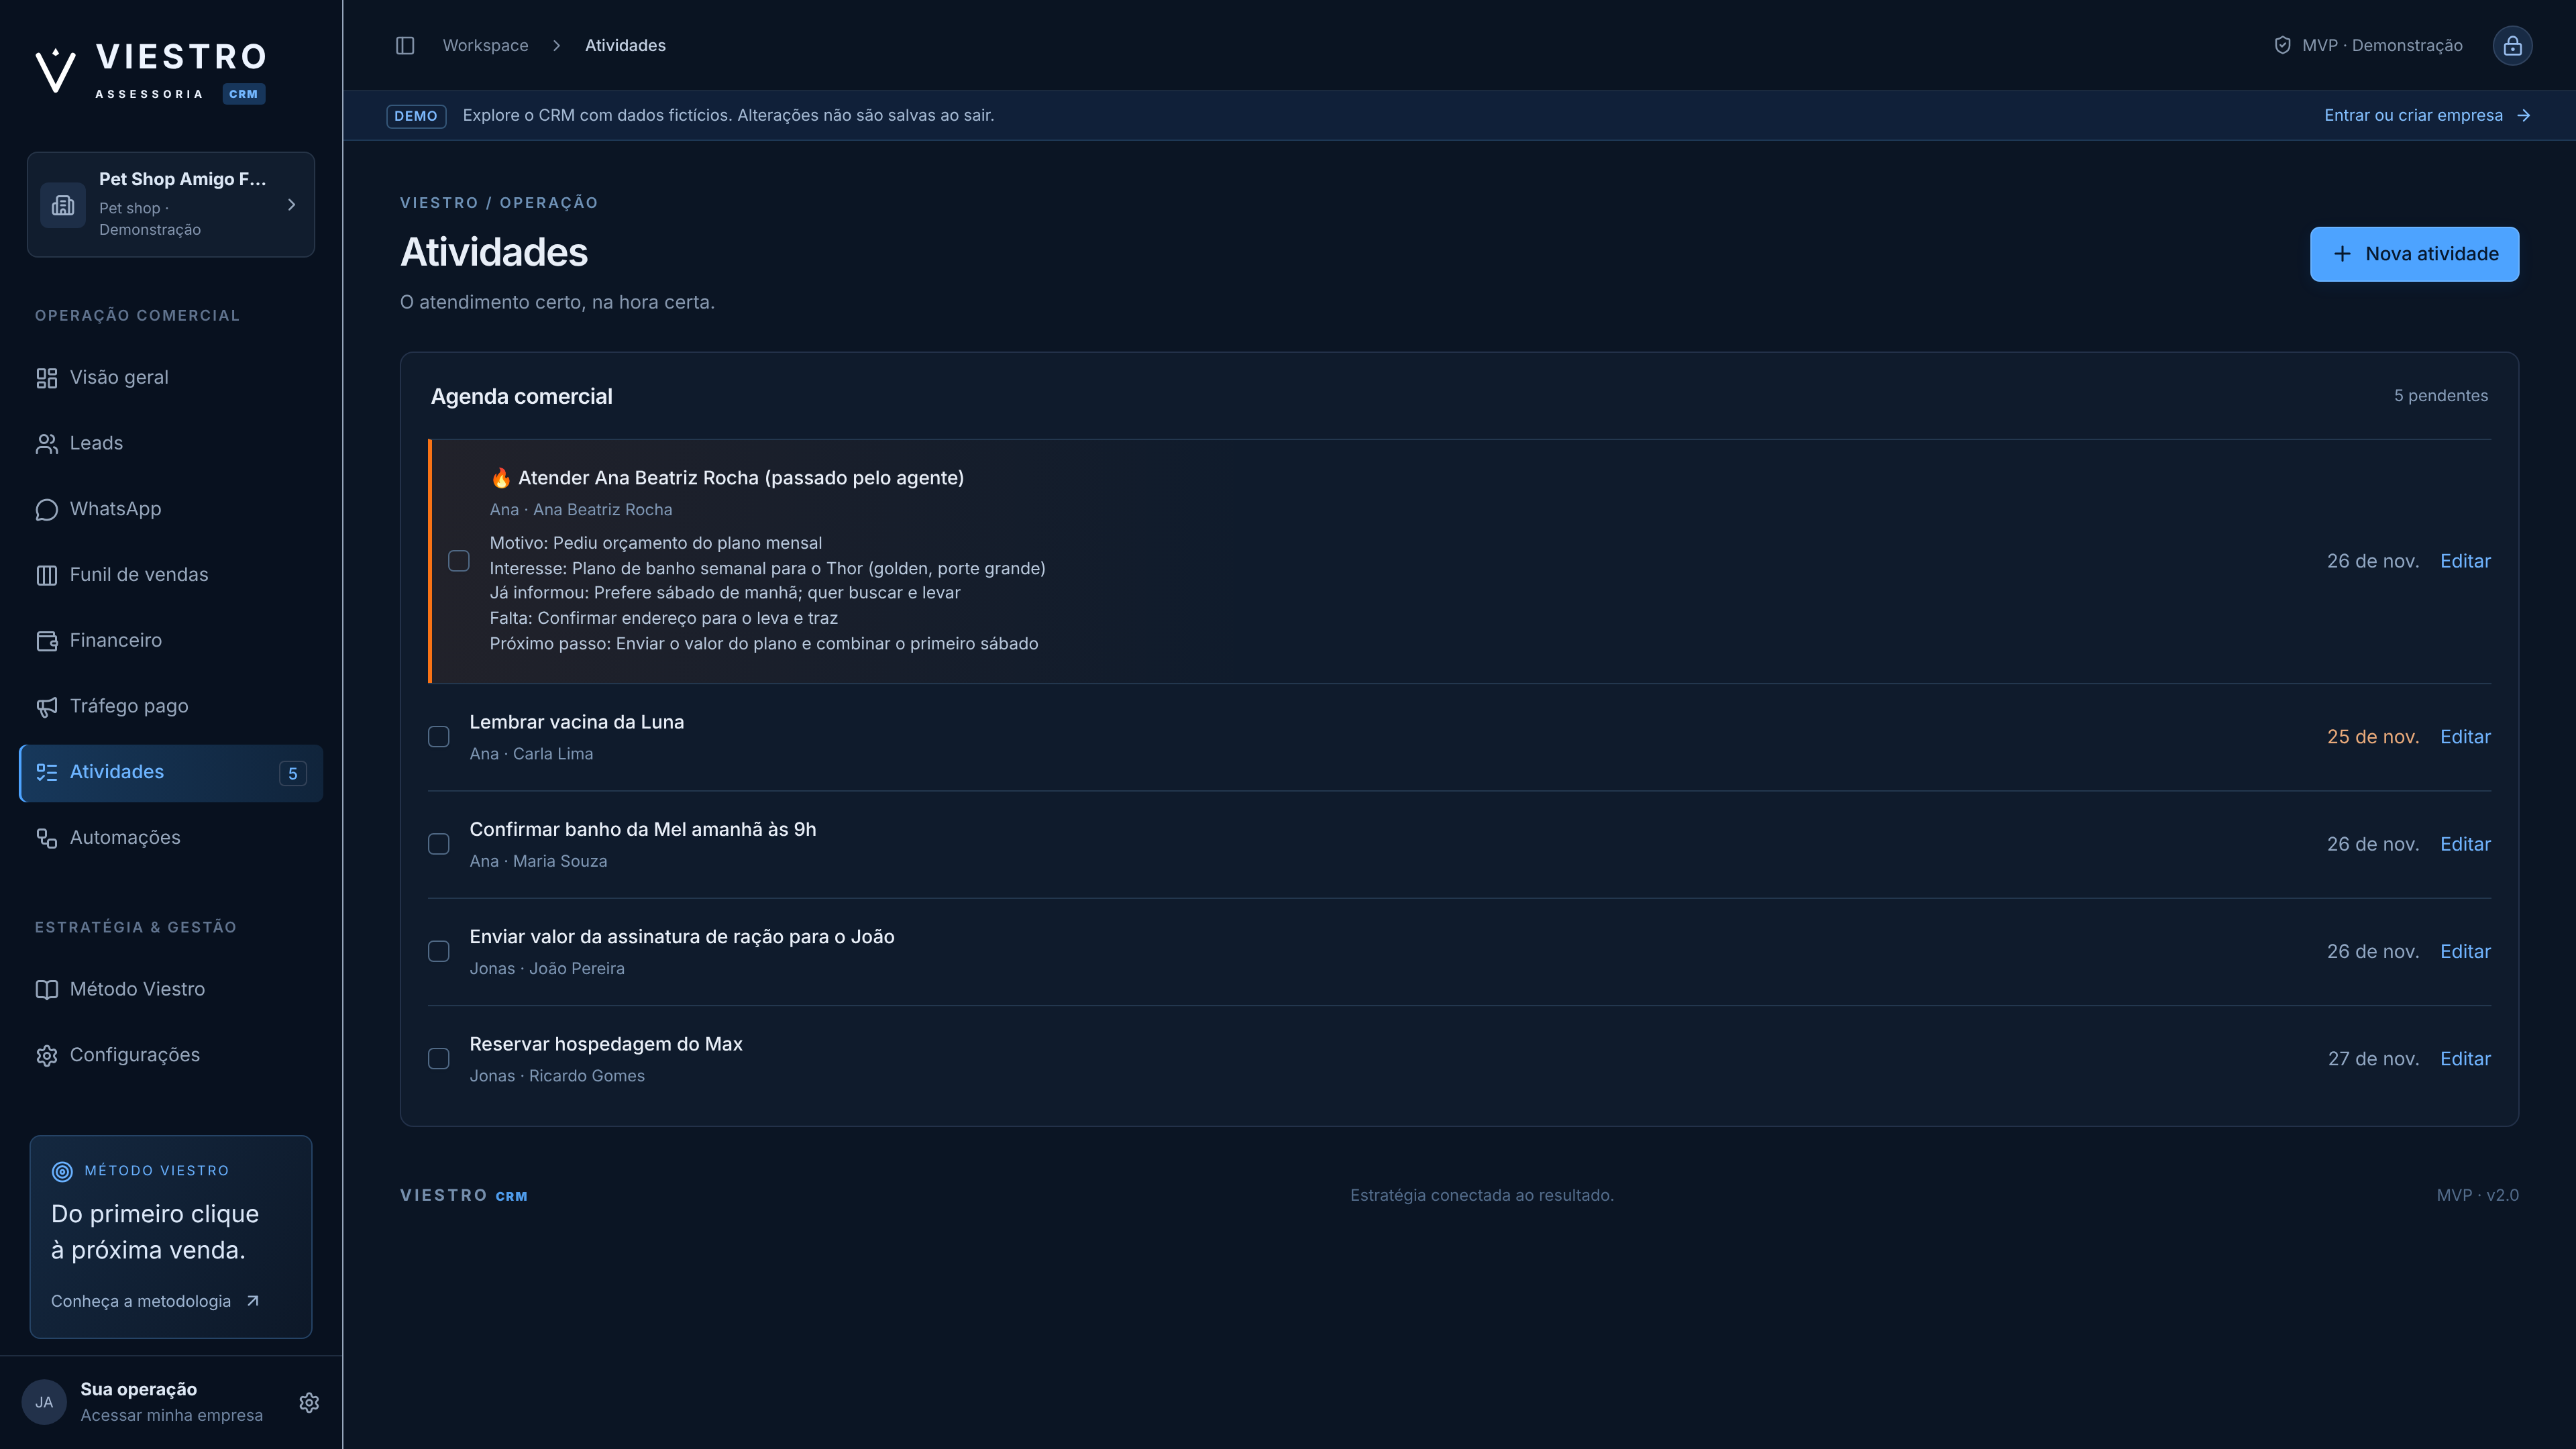 VIESTRO
ASSESSORIA CRM
Pet Shop Amigo F...
Pet shop ·
Demonstração
OPERAÇÃO COMERCIAL
Visão geral
Leads
WhatsApp
Funil de vendas
Financeiro
Tráfego pago
Atividades 5
Automações
ESTRATÉGIA & GESTÃO
Método Viestro
Configurações
MÉTODO VIESTRO
Do primeiro clique
à próxima venda.
Conheça a metodologia
JA
Sua operação
Acessar minha empresa
Workspace > Atividades
MVP · Demonstração
DEMO Explore o CRM com dados fictícios. Alterações não são salvas ao sair.
Entrar ou criar empresa →
VIESTRO / OPERAÇÃO
Atividades
O atendimento certo, na hora certa.
+ Nova atividade
Agenda comercial
5 pendentes
🔥 Atender Ana Beatriz Rocha (passado pelo agente)
Ana · Ana Beatriz Rocha
Motivo: Pediu orçamento do plano mensal
Interesse: Plano de banho semanal para o Thor (golden, porte grande)
Já informou: Prefere sábado de manhã; quer buscar e levar
Falta: Confirmar endereço para o leva e traz
Próximo passo: Enviar o valor do plano e combinar o primeiro sábado
26 de nov. Editar
Lembrar vacina da Luna
Ana · Carla Lima
25 de nov. Editar
Confirmar banho da Mel amanhã às 9h
Ana · Maria Souza
26 de nov. Editar
Enviar valor da assinatura de ração para o João
Jonas · João Pereira
26 de nov. Editar
Reservar hospedagem do Max
Jonas · Ricardo Gomes
27 de nov. Editar
VIESTRO CRM
Estratégia conectada ao resultado.
MVP · v2.0